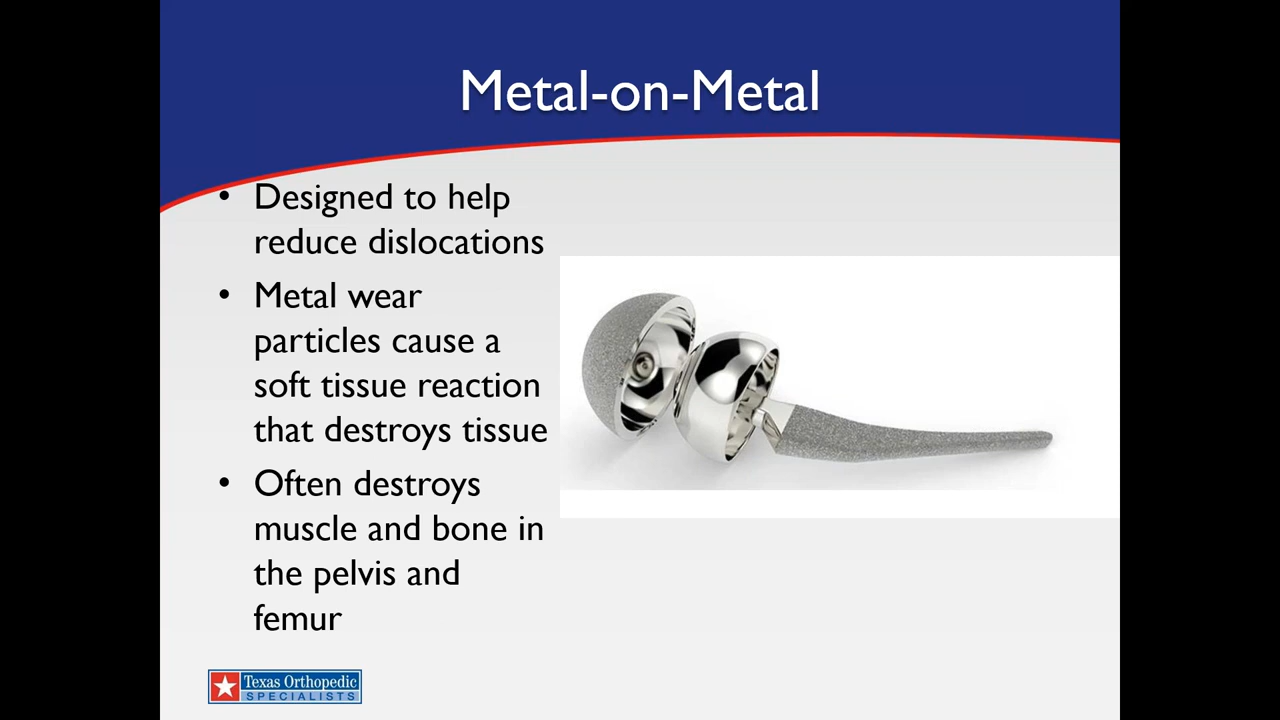 Metal-on-Metal
• Designed to help
reduce dislocations
• Metal wear
particles cause a
soft tissue reaction
that destroys tissue
• Often destroys
muscle and bone in
the pelvis and
femur
Texas Orthopedic
SPECIALISTS